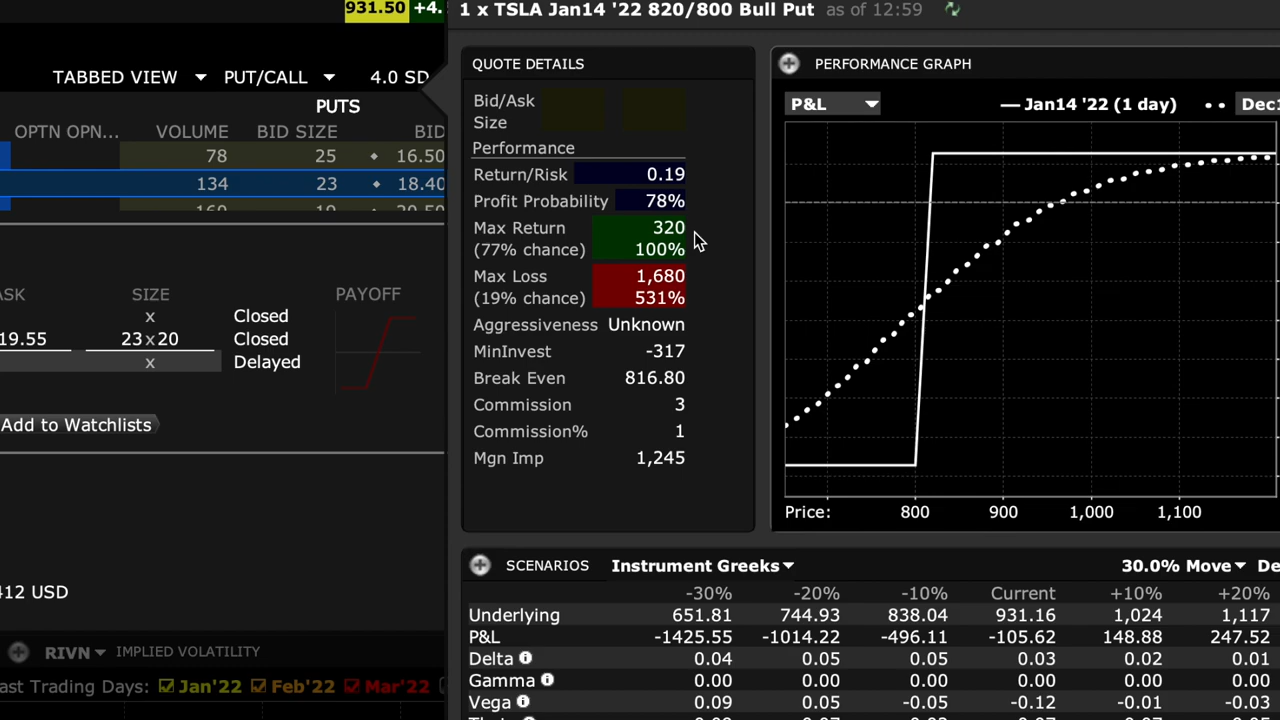 931.50 +4.
1 x TSLA Jan14 '22 820/800 Bull Put as of 12:59
TABBED VIEW PUT/CALL 4.0 SD
PUTS
OPTN OPN... VOLUME BID SIZE BID
78 25 16.50
134 23 18.40
160 19 20.50
ASK SIZE PAYOFF
x Closed
19.55 23 x 20 Closed
x Delayed
Add to Watchlists
412 USD
RIVN IMPLIED VOLATILITY
ast Trading Days: Jan'22 Feb'22 Mar'22
QUOTE DETAILS
Bid/Ask
Size
Performance
Return/Risk 0.19
Profit Probability 78%
Max Return 320
(77% chance) 100%
Max Loss 1,680
(19% chance) 531%
Aggressiveness Unknown
MinInvest -317
Break Even 816.80
Commission 3
Commission% 1
Mgn Imp 1,245
PERFORMANCE GRAPH
P&L Jan14 '22 (1 day) Dec1
Price: 800 900 1,000 1,100
SCENARIOS Instrument Greeks 30.0% Move De
-30% -20% -10% Current +10% +20%
Underlying 651.81 744.93 838.04 931.16 1,024 1,117
P&L -1425.55 -1014.22 -496.11 -105.62 148.88 247.52
Delta 0.04 0.05 0.05 0.03 0.02 0.01
Gamma 0.00 0.00 0.00 0.00 0.00 0.00
Vega 0.09 0.05 -0.05 -0.12 -0.01 -0.03